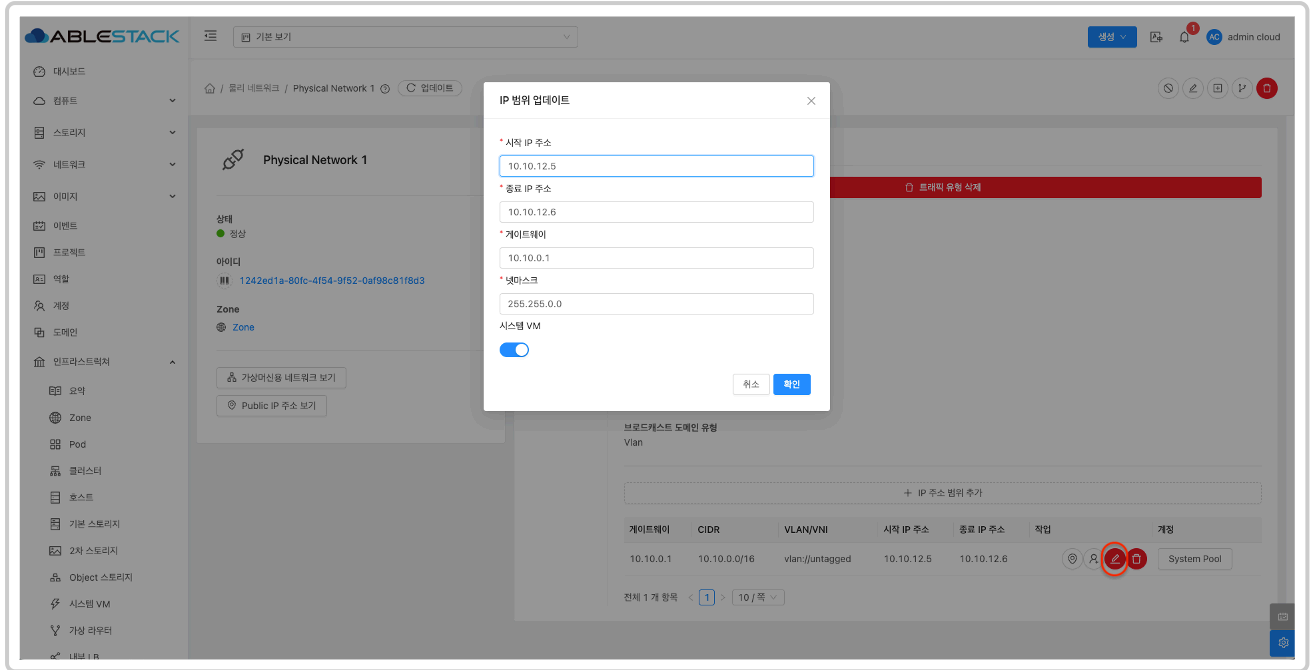 ABLESTACK
기본 보기
생성
1
AC
admin cloud
대시보드
컴퓨트
스토리지
네트워크
이미지
이벤트
프로젝트
역할
계정
도메인
인프라스트럭쳐
요약
Zone
Pod
클러스터
호스트
기본 스토리지
2차 스토리지
Object 스토리지
시스템 VM
가상 라우터
내부 LB
물리 네트워크 / Physical Network 1
업데이트
Physical Network 1
상태
정상
아이디
1242ed1a-80fc-4f54-9f52-0af98c81f8d3
Zone
Zone
가상머신용 네트워크 보기
Public IP 주소 보기
IP 범위 업데이트
* 시작 IP 주소
10.10.12.5
* 종료 IP 주소
10.10.12.6
* 게이트웨이
10.10.0.1
* 넷마스크
255.255.0.0
시스템 VM
취소
확인
트래픽 유형 삭제
브로드캐스트 도메인 유형
Vlan
+ IP 주소 범위 추가
게이트웨이 CIDR VLAN/VNI 시작 IP 주소 종료 IP 주소 작업 계정
10.10.0.1 10.10.0.0/16 vlan://untagged 10.10.12.5 10.10.12.6 System Pool
전체 1 개 항목 < 1 > 10 / 쪽